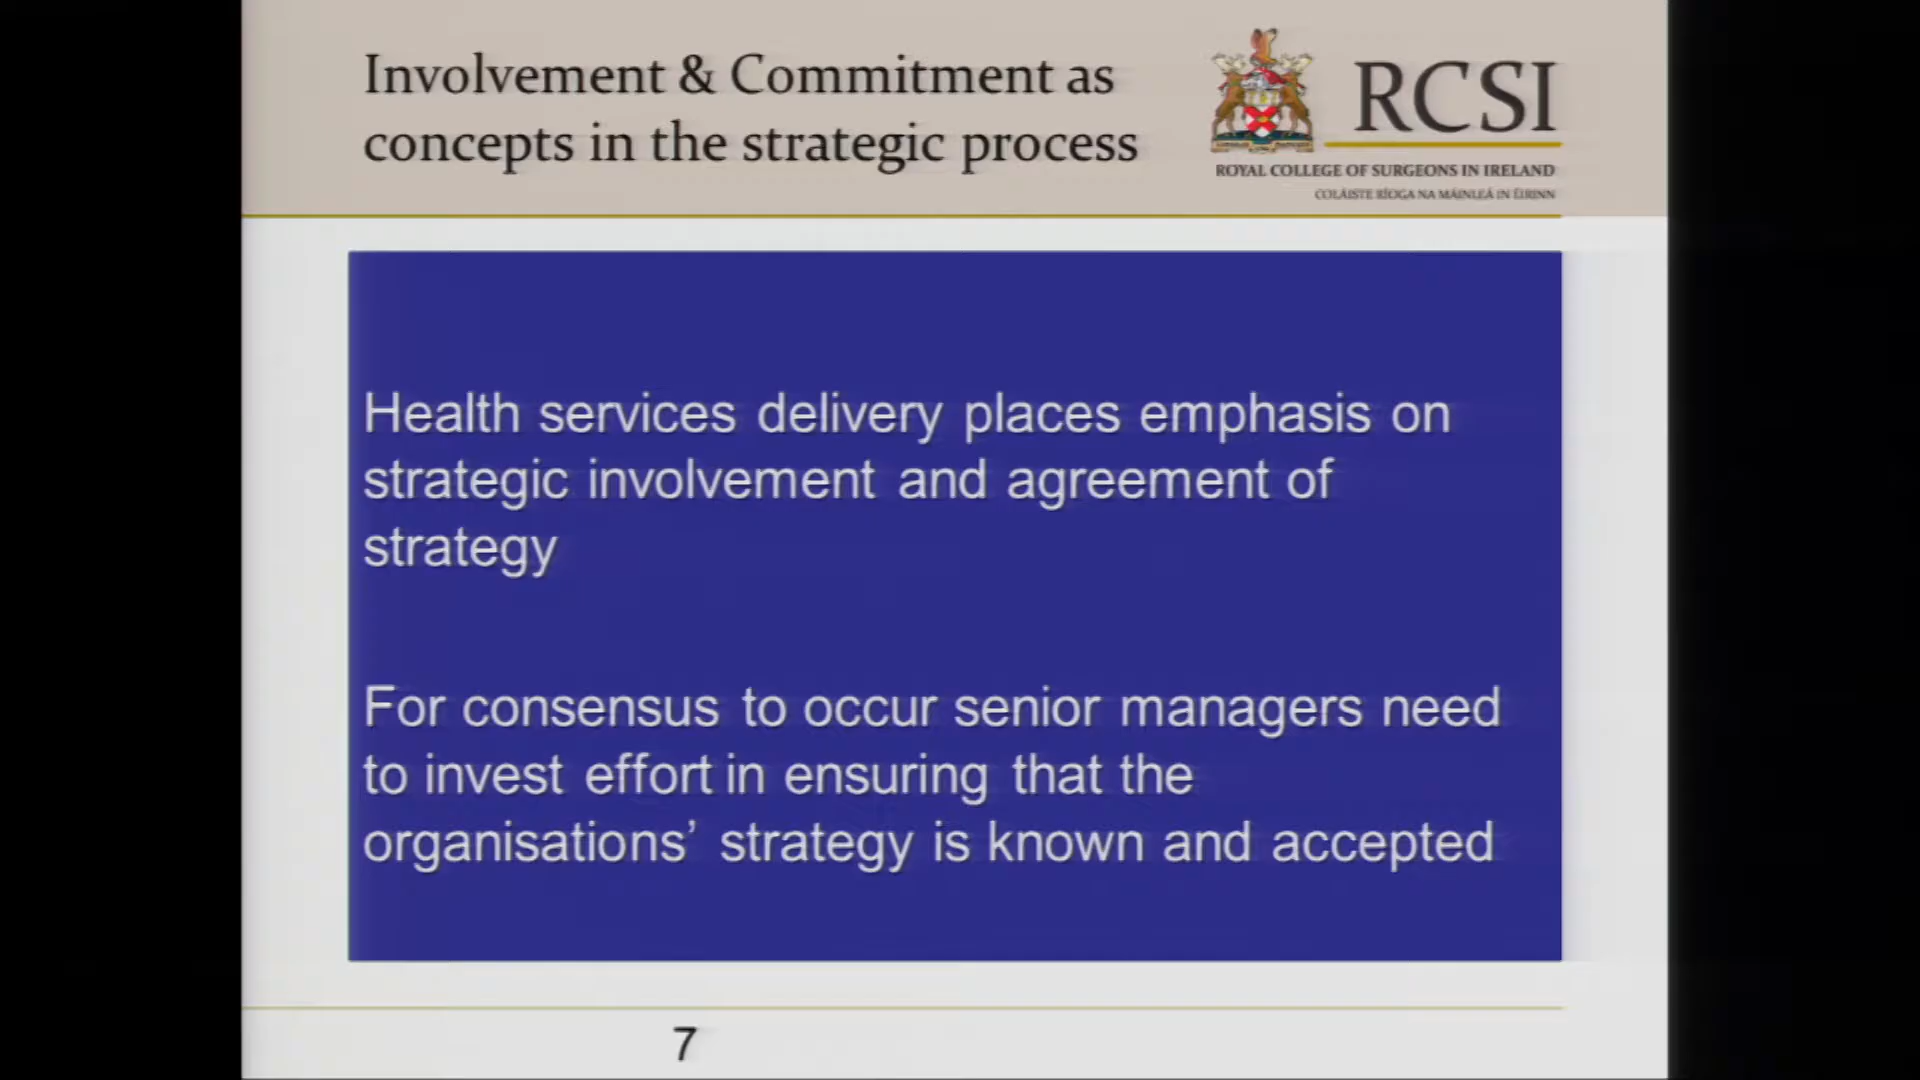 Involvement & Commitment as
concepts in the strategic process
RCSI
ROYAL COLLEGE OF SURGEONS IN IRELAND
COLÁISTE RÍOGA NA MÁINLEÁ IN ÉIRINN
Health services delivery places emphasis on
strategic involvement and agreement of
strategy
For consensus to occur senior managers need
to invest effort in ensuring that the
organisations’ strategy is known and accepted
7